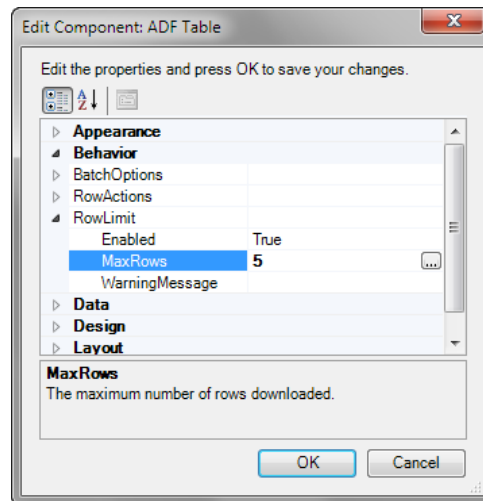 Edit Component: ADF Table
Edit the properties and press OK to save your changes.
A
Z
Appearance
Behavior
BatchOptions
RowActions
RowLimit
Enabled True
MaxRows 5 ...
WarningMessage
Data
Design
Layout
MaxRows
The maximum number of rows downloaded.
OK Cancel